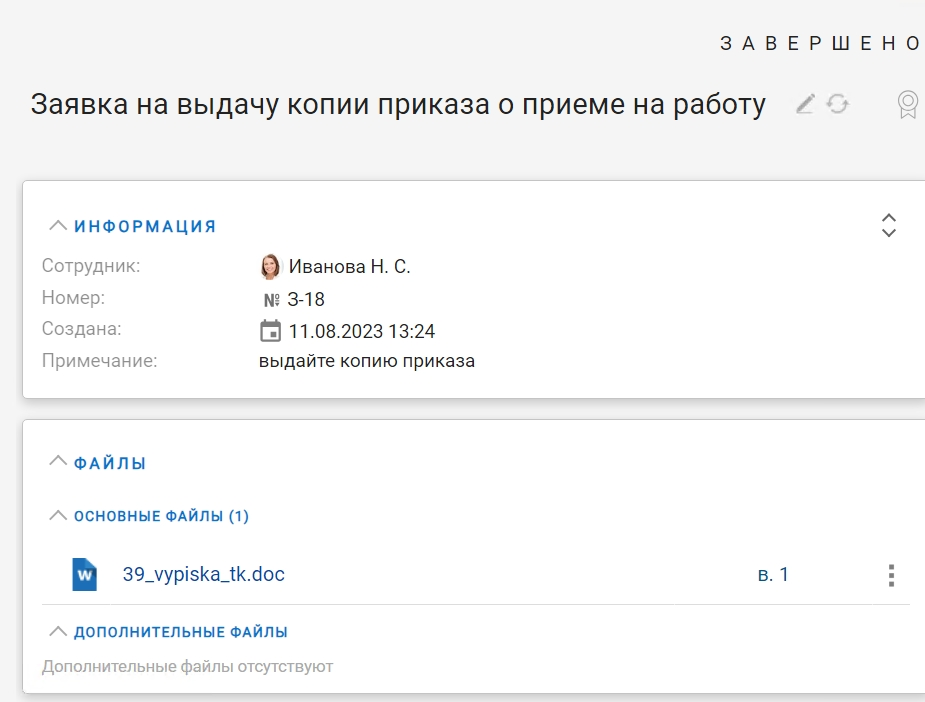 ЗАВЕРШЕНО
Заявка на выдачу копии приказа о приеме на работу
ИНФОРМАЦИЯ
Сотрудник: Иванова Н. С.
Номер: № З-18
Создана: 11.08.2023 13:24
Примечание: выдайте копию приказа
ФАЙЛЫ
ОСНОВНЫЕ ФАЙЛЫ (1)
W 39_vypiska_tk.doc в. 1
ДОПОЛНИТЕЛЬНЫЕ ФАЙЛЫ
Дополнительные файлы отсутствуют